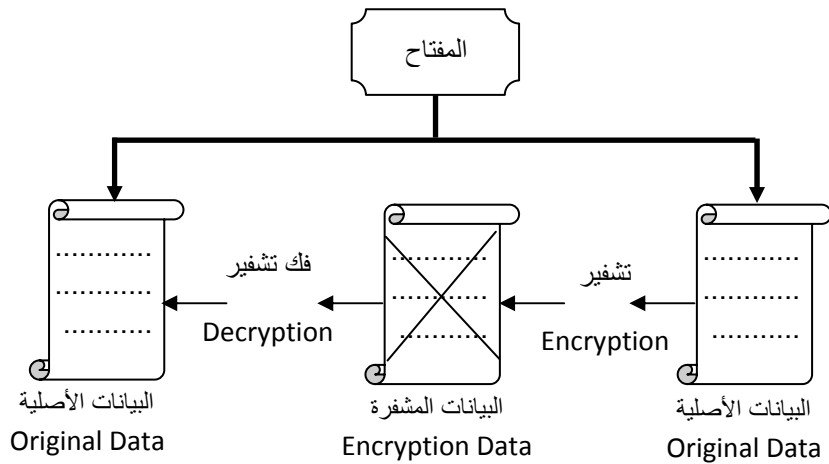 المفتاح
تشفير
Encryption
فك تشفير
Decryption
البيانات الأصلية
Original Data
البيانات المشفرة
Encryption Data
البيانات الأصلية
Original Data